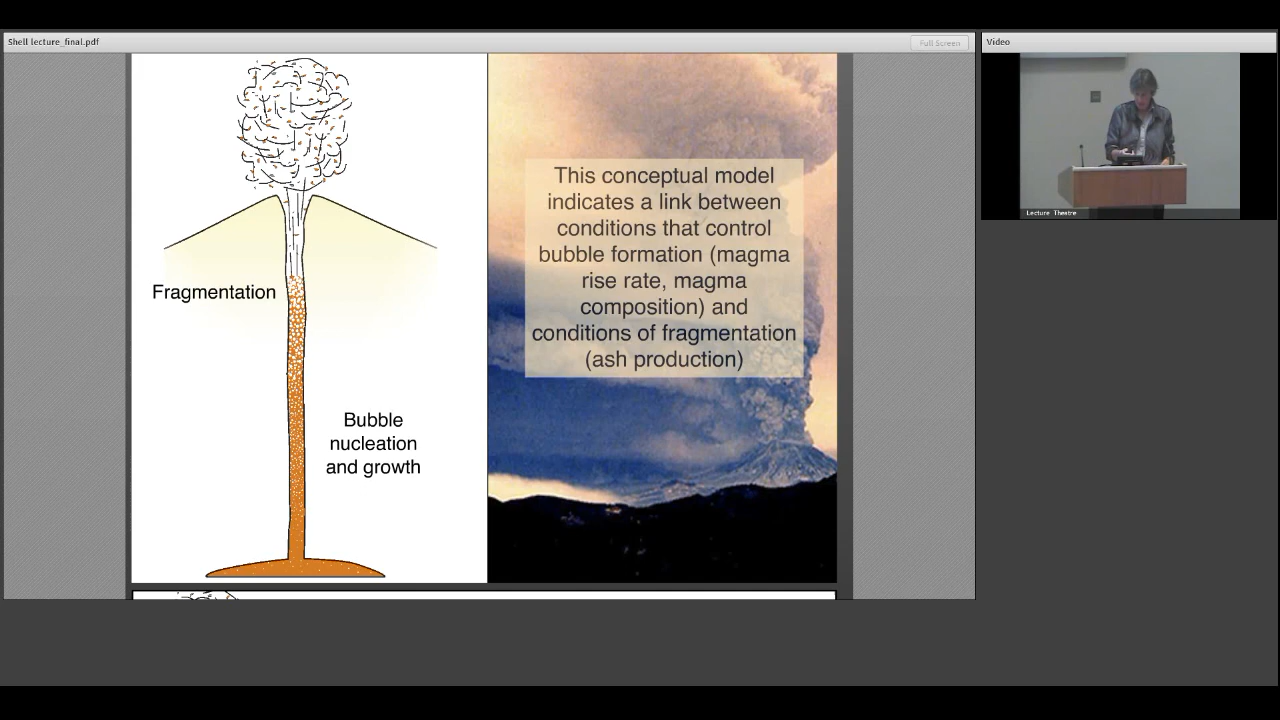 Shell lecture_final.pdf
Full Screen
Video
Lecture Theatre
Fragmentation
Bubble
nucleation
and growth
This conceptual model
indicates a link between
conditions that control
bubble formation (magma
rise rate, magma
composition) and
conditions of fragmentation
(ash production)